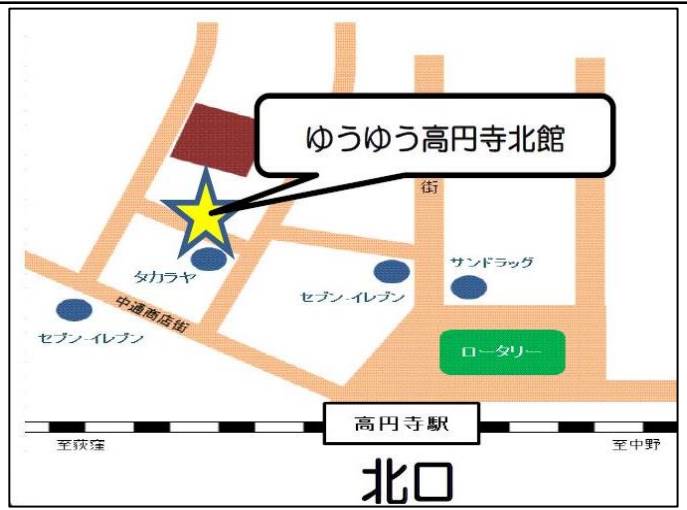 ゆうゆう高円寺北館
街
サンドラッグ
タカラヤ
セブン-イレブン
中通商店街
セブン-イレブン
ロータリー
高円寺駅
至荻窪
至中野
北口